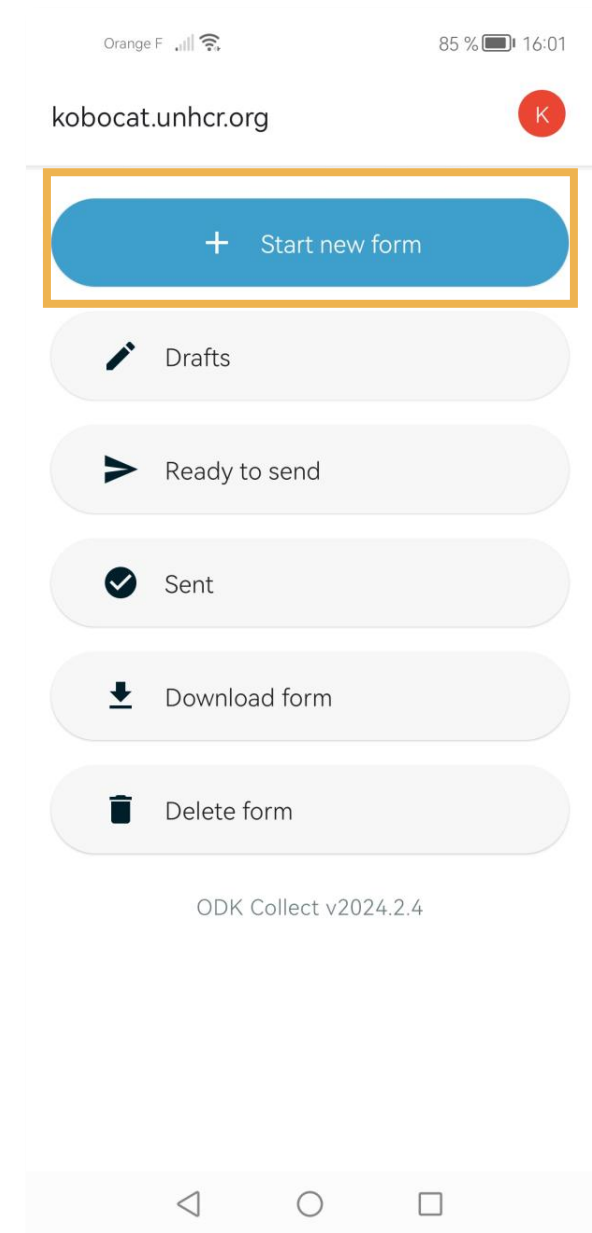 Orange F 85 % 16:01
kobocat.unhcr.org K
+ Start new form
Drafts
Ready to send
Sent
Download form
Delete form
ODK Collect v2024.2.4